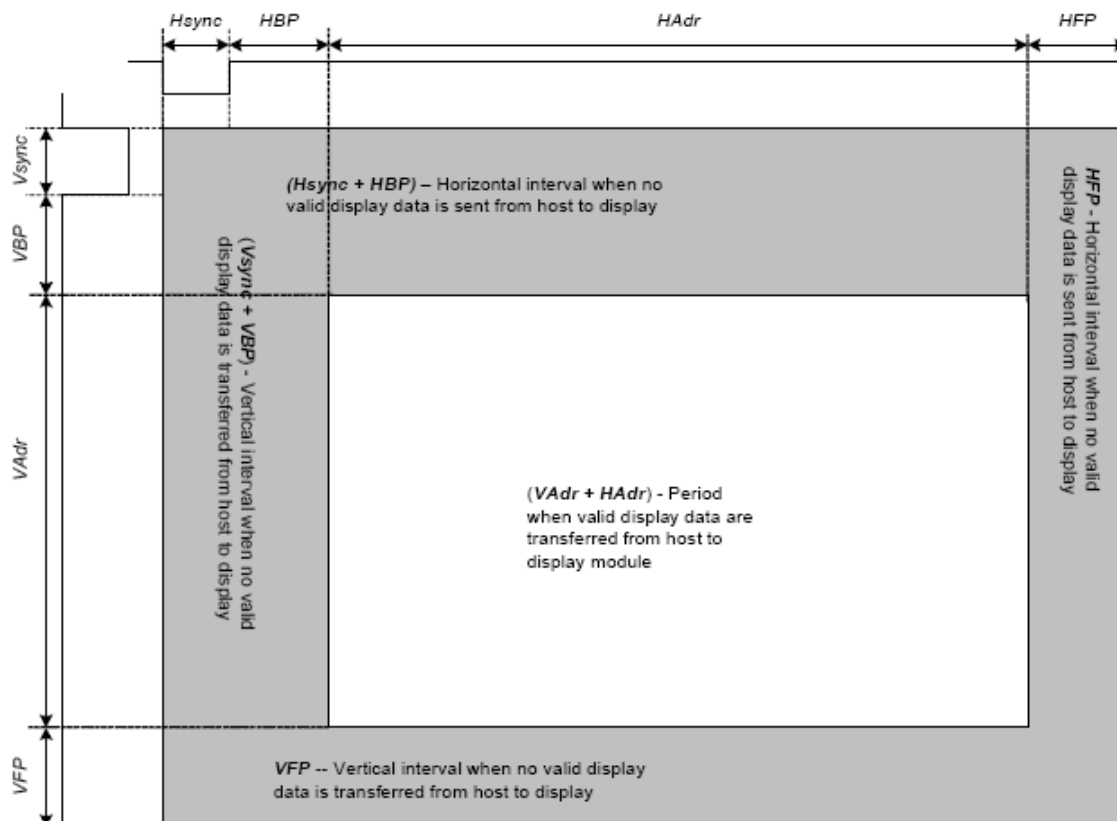 Hsync HBP HAdr HFP
Vsync
VBP
VAdr
VFP
(Hsync + HBP) – Horizontal interval when no
valid display data is sent from host to display
(Vsync + VBP) - Vertical interval when no valid
display data is transferred from host to display
HFP - Horizontal interval when no valid
display data is sent from host to display
(VAdr + HAdr) - Period
when valid display data are
transferred from host to
display module
VFP -- Vertical interval when no valid display
data is transferred from host to display